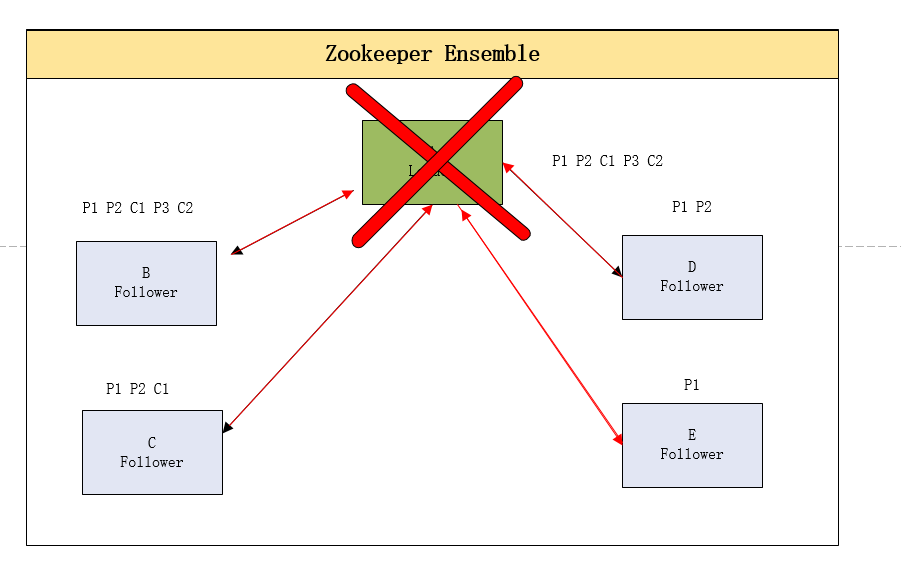 Zookeeper Ensemble
P1 P2 C1 P3 C2
P1 P2 C1 P3 C2
P1 P2
B
Follower
D
Follower
P1 P2 C1
P1
C
Follower
E
Follower